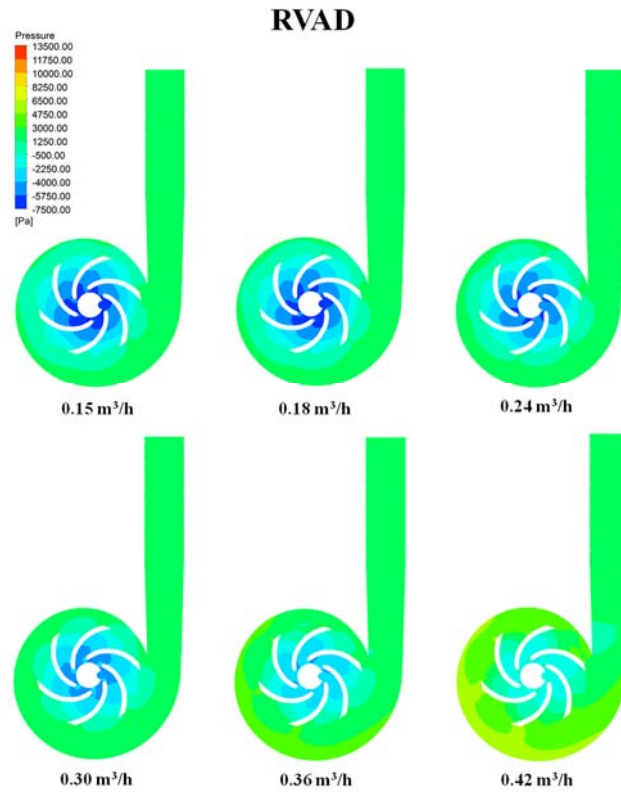 RVAD
Pressure
13500.00
11750.00
10000.00
8250.00
6500.00
4750.00
3000.00
1250.00
-500.00
-2250.00
-4000.00
-5750.00
-7500.00
[Pa]
0.15 m³/h
0.18 m³/h
0.24 m³/h
0.30 m³/h
0.36 m³/h
0.42 m³/h